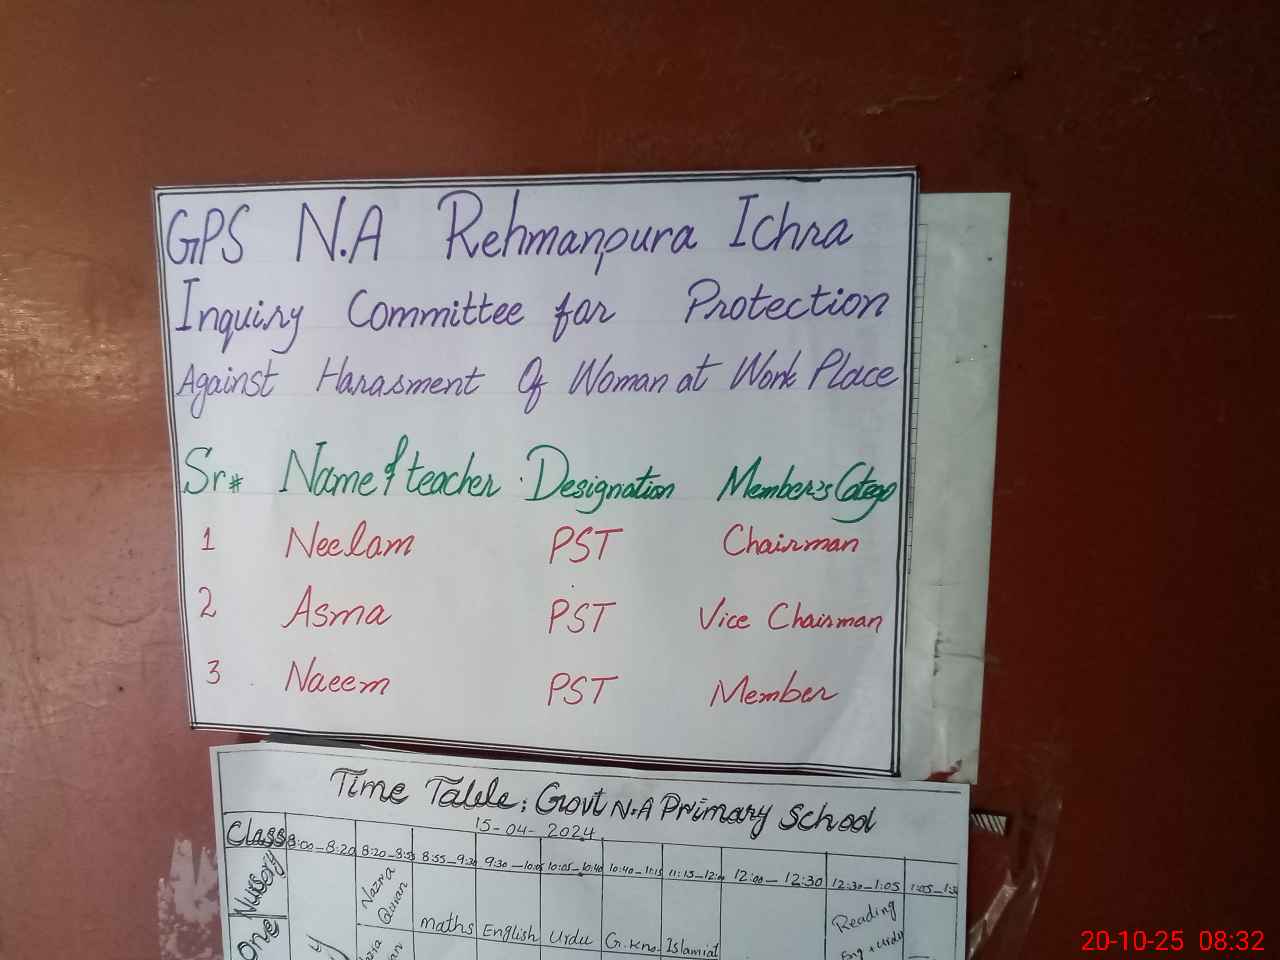 GPS N.A Rehmanpura Ichra
Inquiry Committee for Protection
Against Harasment Of Woman at Work Place
Sr# Name of teacher Designation Member's Catego
1 Neelam PST Chairman
2 Asma PST Vice Chairman
3 Naeem PST Member
Time Table: Govt N.A Primary School
15-04-2024
Class 8:00-8:20 8:20-8:55 8:55-9:30 9:30-10:05 10:05-10:40 10:40-11:15 11:15-12:00 12:00-12:30 12:30-1:05
Nursery Nazra Quran maths English Urdu G.kno. Islamiat Reading Eng + urdu
One
20-10-25 08:32